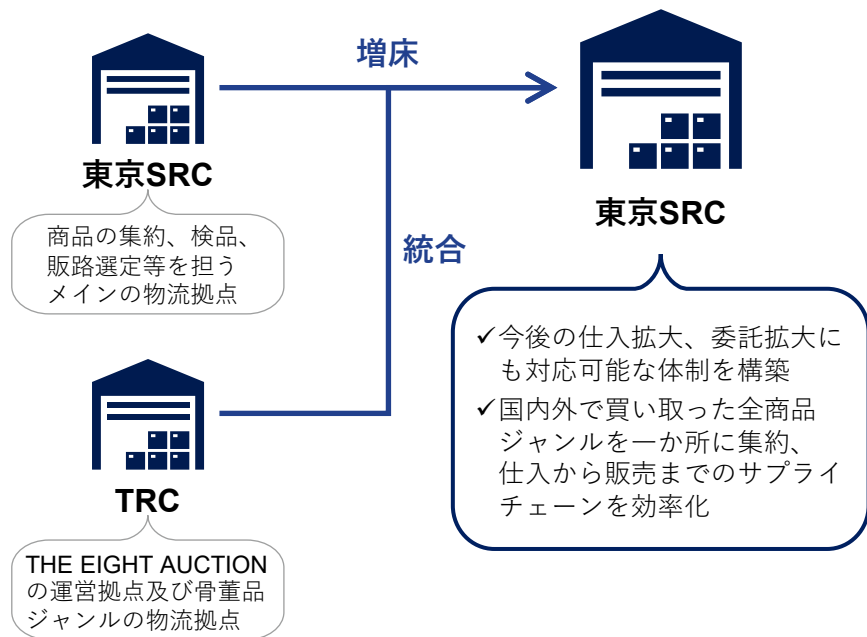 増床
東京SRC
商品の集約、検品、
販路選定等を担う
メインの物流拠点
統合
TRC
THE EIGHT AUCTION
の運営拠点及び骨董品
ジャンルの物流拠点
東京SRC
✓今後の仕入拡大、委託拡大に
も対応可能な体制を構築
✓国内外で買い取った全商品
ジャンルを一か所に集約、
仕入から販売までのサプライ
チェーンを効率化